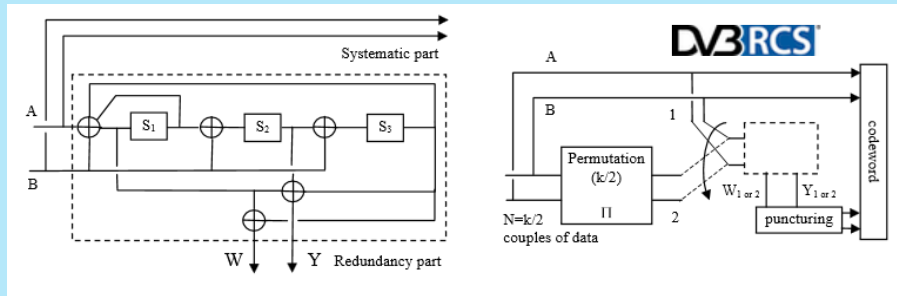 Systematic part
A
S1
S2
S3
B
W
Y
Redundancy part
DVB RCS
A
B
1
Permutation
(k/2)
Π
2
N=k/2
couples of data
W1 or 2
Y1 or 2
puncturing
codeword